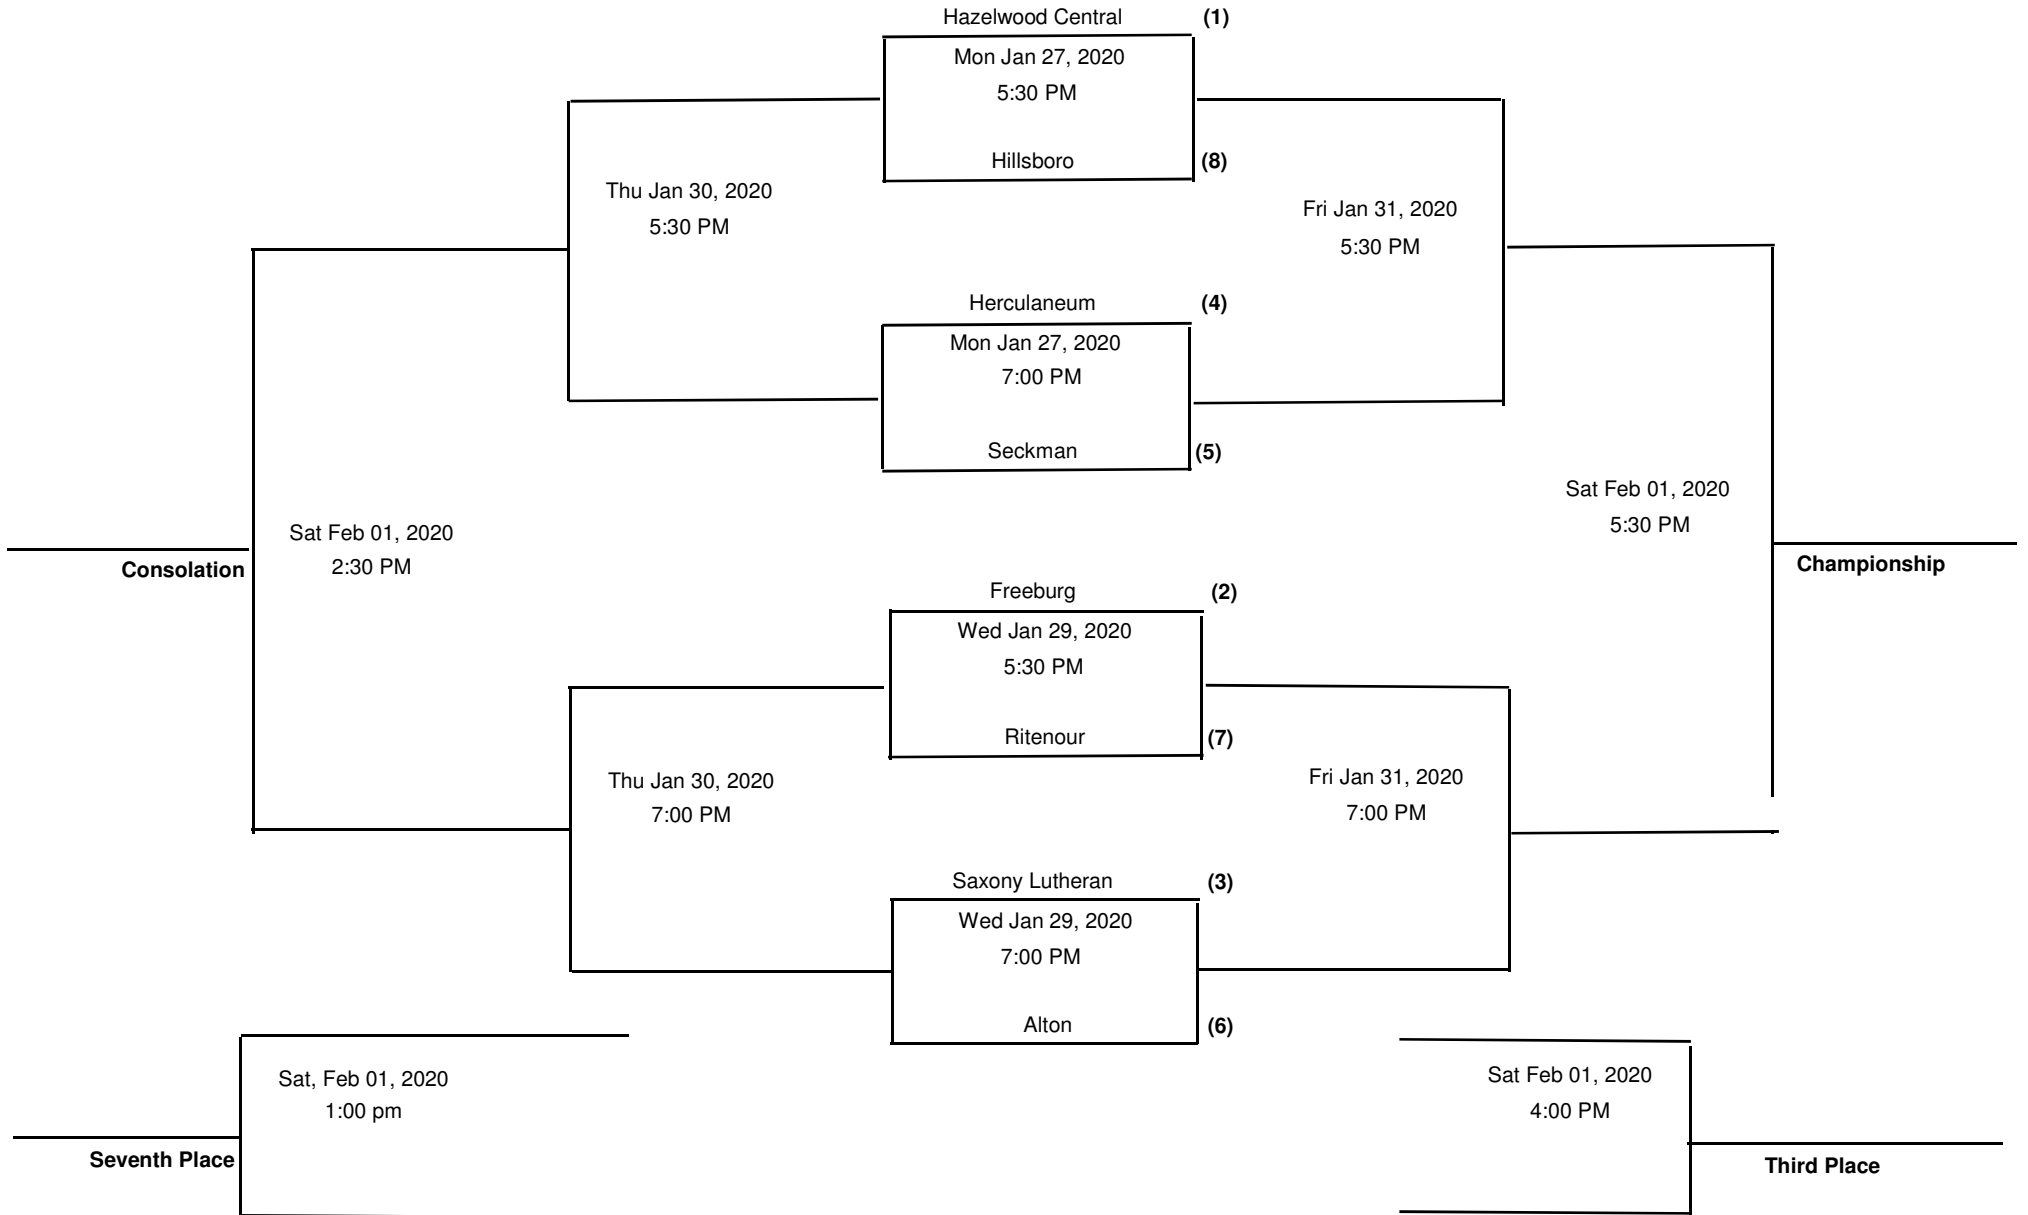 Hazelwood Central (1)
Mon Jan 27, 2020
5:30 PM
Hillsboro (8)
Thu Jan 30, 2020
5:30 PM
Fri Jan 31, 2020
5:30 PM
Herculaneum (4)
Mon Jan 27, 2020
7:00 PM
Seckman (5)
Sat Feb 01, 2020
2:30 PM
Consolation
Sat Feb 01, 2020
5:30 PM
Championship
Freeburg (2)
Wed Jan 29, 2020
5:30 PM
Ritenour (7)
Thu Jan 30, 2020
7:00 PM
Fri Jan 31, 2020
7:00 PM
Saxony Lutheran (3)
Wed Jan 29, 2020
7:00 PM
Alton (6)
Sat, Feb 01, 2020
1:00 pm
Seventh Place
Sat Feb 01, 2020
4:00 PM
Third Place